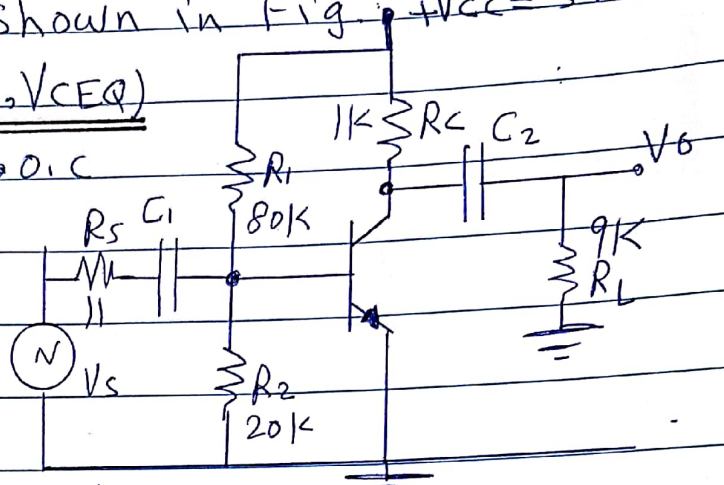 shown in Fig. +VCC=
, VCEQ)
O.C
1K RC C2 Vo
R1
80K
RS C1
9K
RL
VS
R2
20K